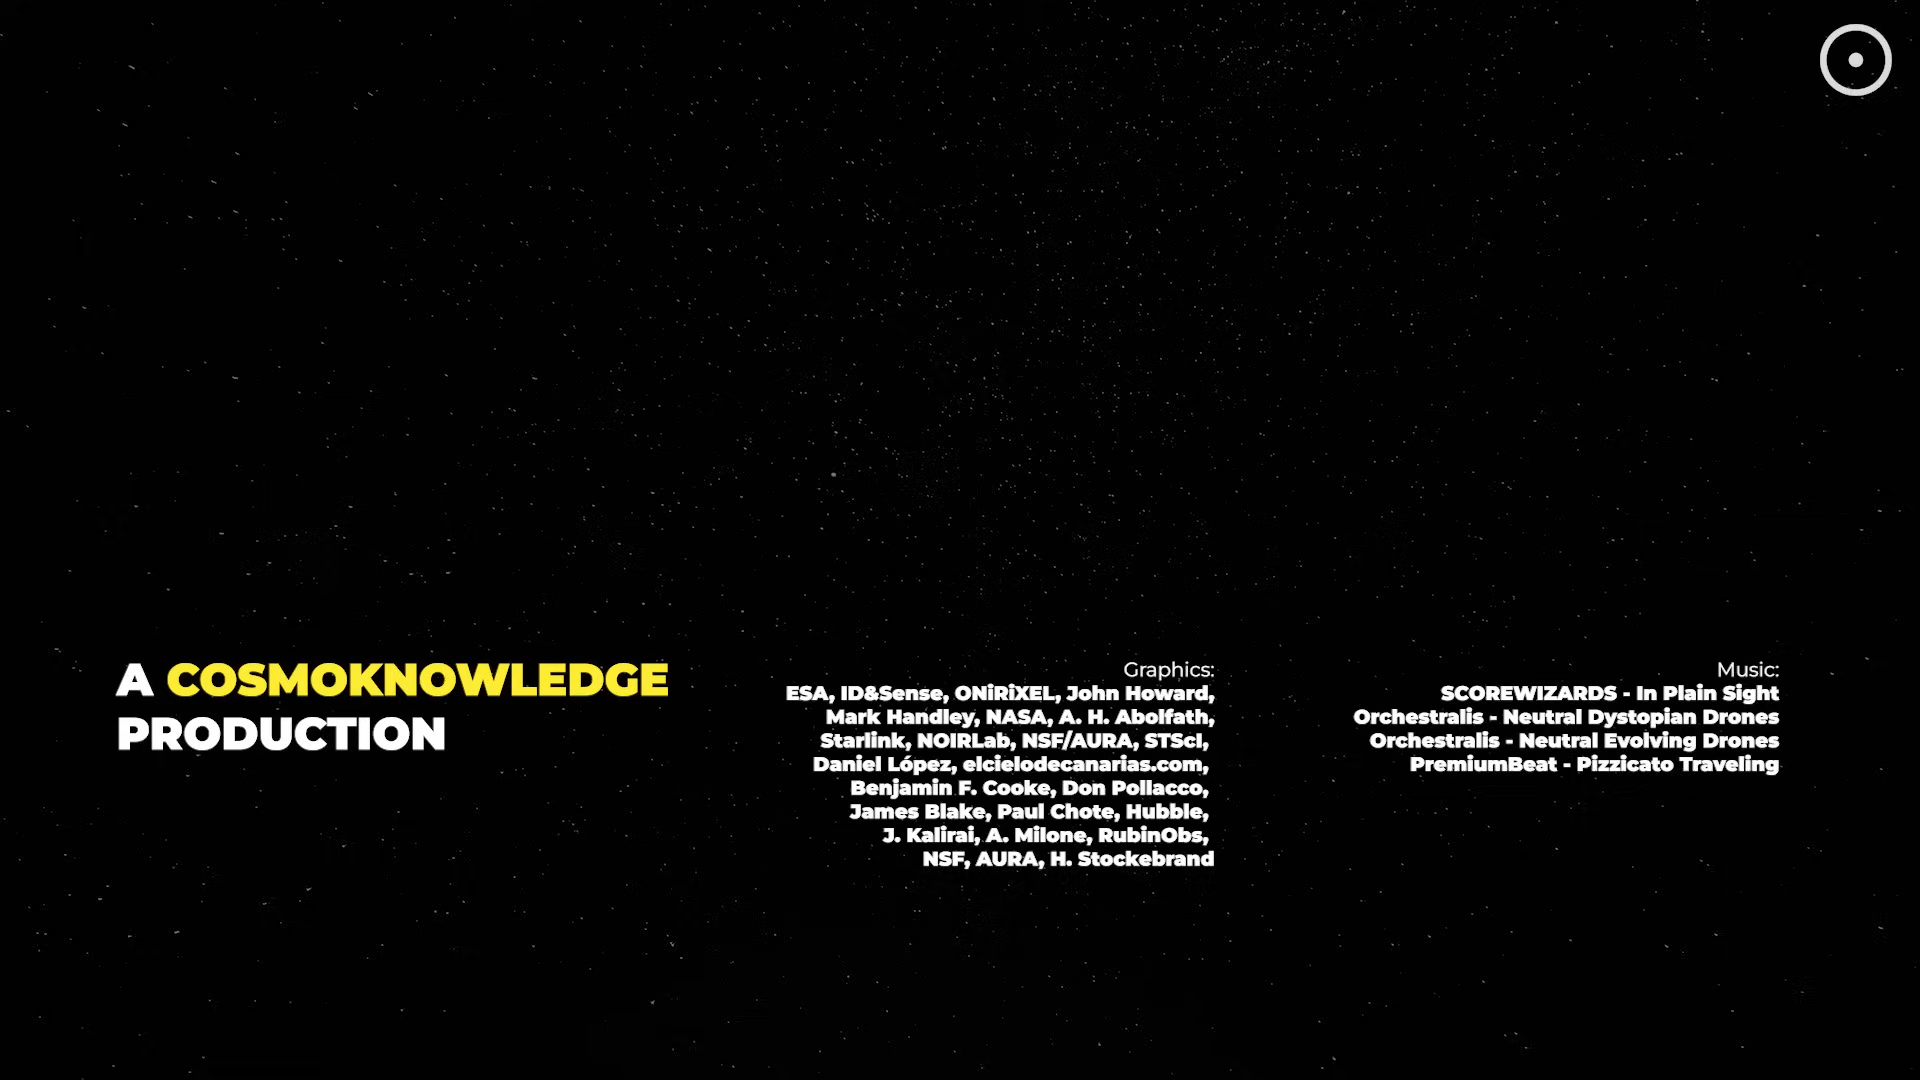 A COSMOKNOWLEDGE
PRODUCTION
Graphics:
ESA, ID&Sense, ONiRiXEL, John Howard,
Mark Handley, NASA, A. H. Abolfath,
Starlink, NOIRLab, NSF/AURA, STScI,
Daniel López, elcielodecanarias.com,
Benjamin F. Cooke, Don Pollacco,
James Blake, Paul Chote, Hubble,
J. Kalirai, A. Milone, RubinObs,
NSF, AURA, H. Stockebrand
Music:
SCOREWIZARDS - In Plain Sight
Orchestralis - Neutral Dystopian Drones
Orchestralis - Neutral Evolving Drones
PremiumBeat - Pizzicato Traveling